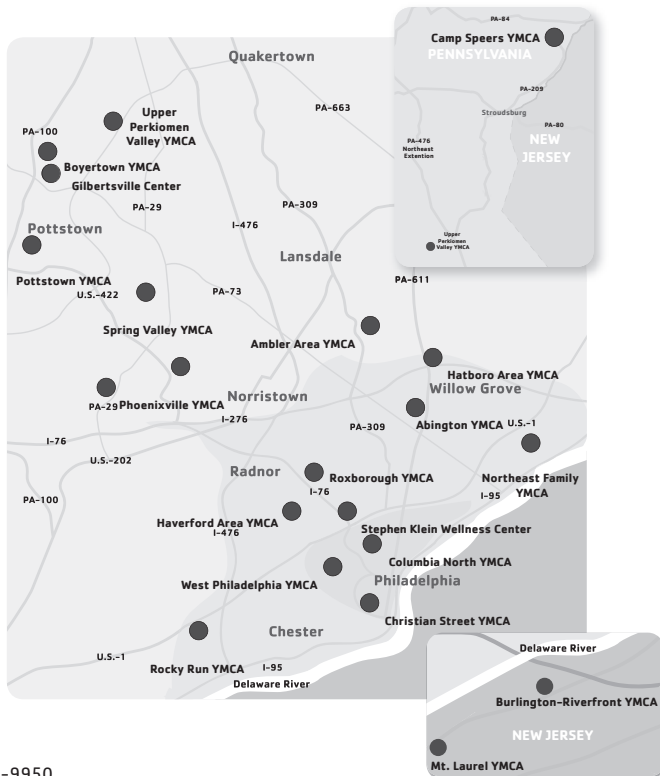 PA-84
Camp Speers YMCA
PENNSYLVANIA
PA-209
Stroudsburg
PA-80
PA-476
Northeast
Extention
NEW
JERSEY
Upper
Perkiomen
Valley YMCA
Quakertown
PA-663
Upper
Perkiomen
Valley YMCA
PA-100
Boyertown YMCA
Gilbertsville Center
PA-29
PA-309
I-476
Pottstown
Lansdale
Pottstown YMCA
U.S.-422
PA-73
PA-611
Spring Valley YMCA
Ambler Area YMCA
Hatboro Area YMCA
Willow Grove
Norristown
PA-29
Phoenixville YMCA
I-276
PA-309
Abington YMCA
U.S.-1
I-76
U.S.-202
Radnor
Roxborough YMCA
Northeast Family
YMCA
I-76
I-95
PA-100
Haverford Area YMCA
I-476
Stephen Klein Wellness Center
Columbia North YMCA
West Philadelphia YMCA
Philadelphia
Christian Street YMCA
Chester
U.S.-1
Rocky Run YMCA
I-95
Delaware River
Delaware River
Burlington-Riverfront YMCA
NEW JERSEY
Mt. Laurel YMCA
-9950